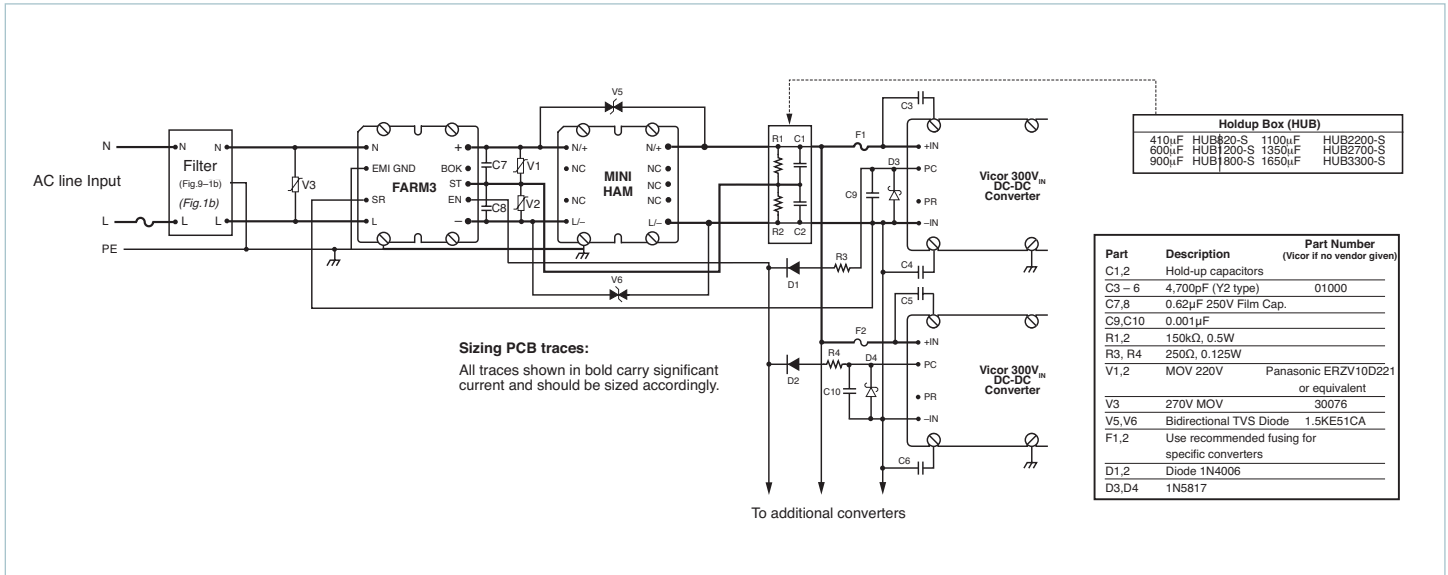 N
N
N
Filter
(Fig.9–1b)
(Fig.1b)
AC line Input
L
L
L
PE
V3
N
EMI GND
SR
L
FARM3
+
BOK
ST
EN
–
C7
C8
V1
V2
V5
N/+
NC
NC
L/–
MINI
HAM
N/+
NC
NC
NC
L/–
V6
R1
C1
R2
C2
F1
C3
C9
D3
+IN
PC
PR
–IN
Vicor 300VIN
DC-DC
Converter
R3
D1
C4
C5
F2
R4
D2
D4
C10
+IN
PC
PR
–IN
Vicor 300VIN
DC-DC
Converter
C6
To additional converters
Sizing PCB traces:
All traces shown in bold carry significant
current and should be sized accordingly.
Holdup Box (HUB)
410µF HUB820-S 1100µF HUB2200-S
600µF HUB1200-S 1350µF HUB2700-S
900µF HUB1800-S 1650µF HUB3300-S
Part Description Part Number
(Vicor if no vendor given)
C1,2 Hold-up capacitors
C3 – 6 4,700pF (Y2 type) 01000
C7,8 0.62µF 250V Film Cap.
C9,C10 0.001µF
R1,2 150kΩ, 0.5W
R3, R4 250Ω, 0.125W
V1,2 MOV 220V Panasonic ERZV10D221
or equivalent
V3 270V MOV 30076
V5,V6 Bidirectional TVS Diode 1.5KE51CA
F1,2 Use recommended fusing for
specific converters
D1,2 Diode 1N4006
D3,D4 1N5817